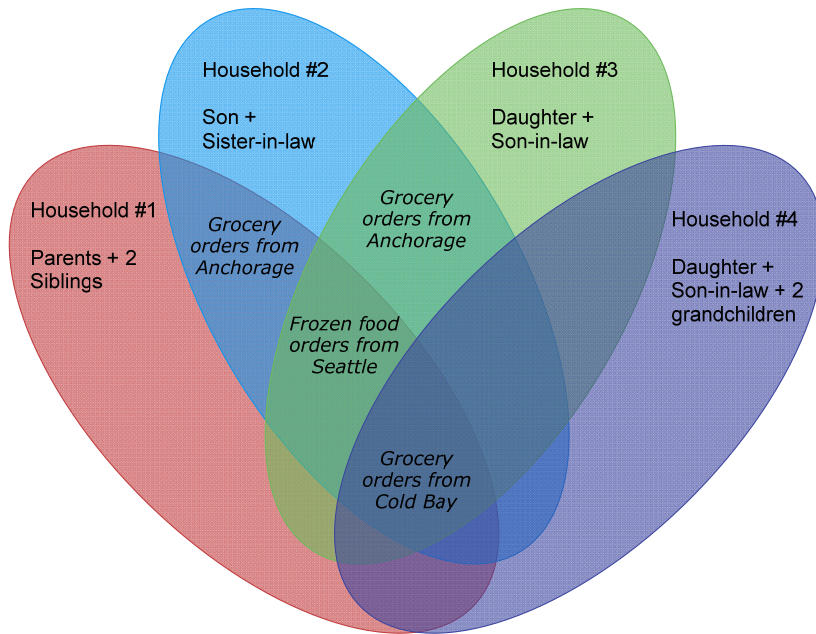 Household #1
Parents + 2
Siblings
Household #2
Son +
Sister-in-law
Household #3
Daughter +
Son-in-law
Household #4
Daughter +
Son-in-law + 2
grandchildren
Grocery
orders from
Anchorage
Grocery
orders from
Anchorage
Frozen food
orders from
Seattle
Grocery
orders from
Cold Bay